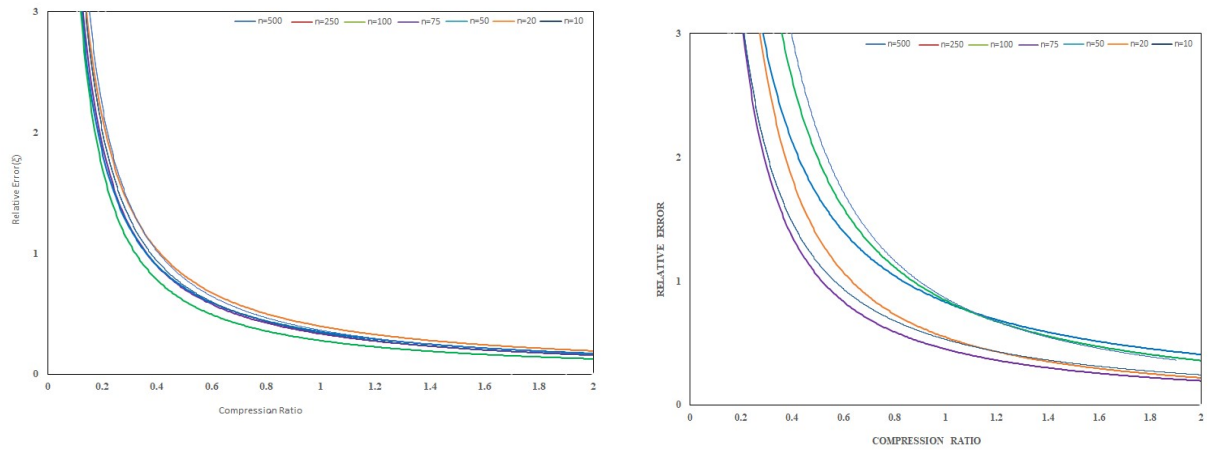 3
n=500 n=250 n=100 n=75 n=50 n=20 n=10
2
Relative Error(ζ)
1
0
0.2 0.4 0.6 0.8 1 1.2 1.4 1.6 1.8 2
Compression Ratio
3
n=500 n=250 n=100 n=75 n=50 n=20 n=10
2
RELATIVE ERROR
1
0
0.2 0.4 0.6 0.8 1 1.2 1.4 1.6 1.8 2
COMPRESSION RATIO